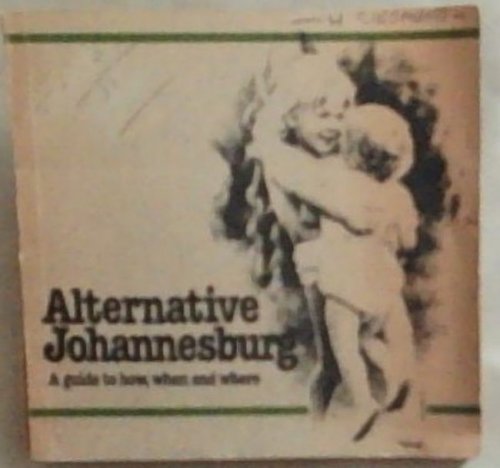 Alternative
Johannesburg
A guide to how, when and where